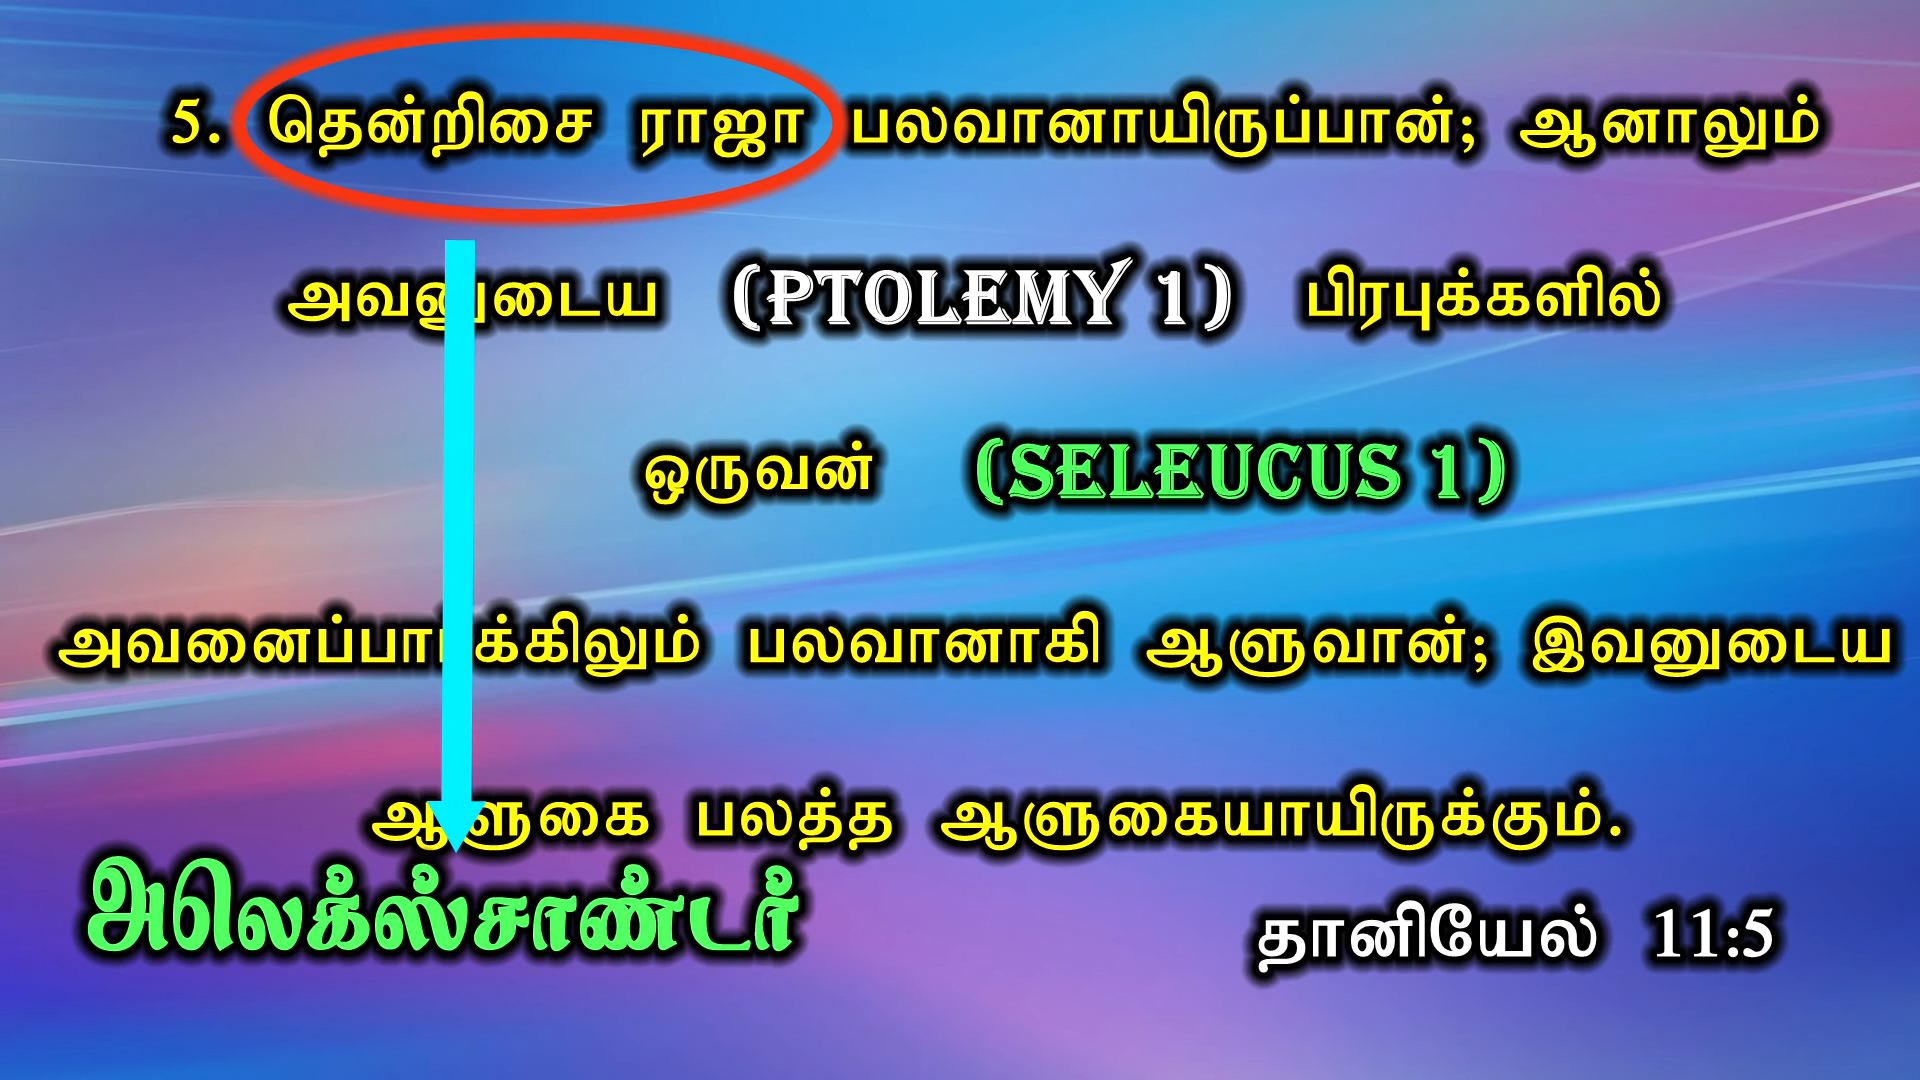 5. தென்றிசை ராஜா பலவானாயிருப்பான்; ஆனாலும்
அவனுடைய (PTOLEMY 1) பிரபுக்களில்
ஒருவன் (SELEUCUS 1)
அவனைப்பார்க்கிலும் பலவானாகி ஆளுவான்; இவனுடைய
ஆளுகை பலத்த ஆளுகையாயிருக்கும்.
அலெக்ஸ்சாண்டர்
தானியேல் 11:5